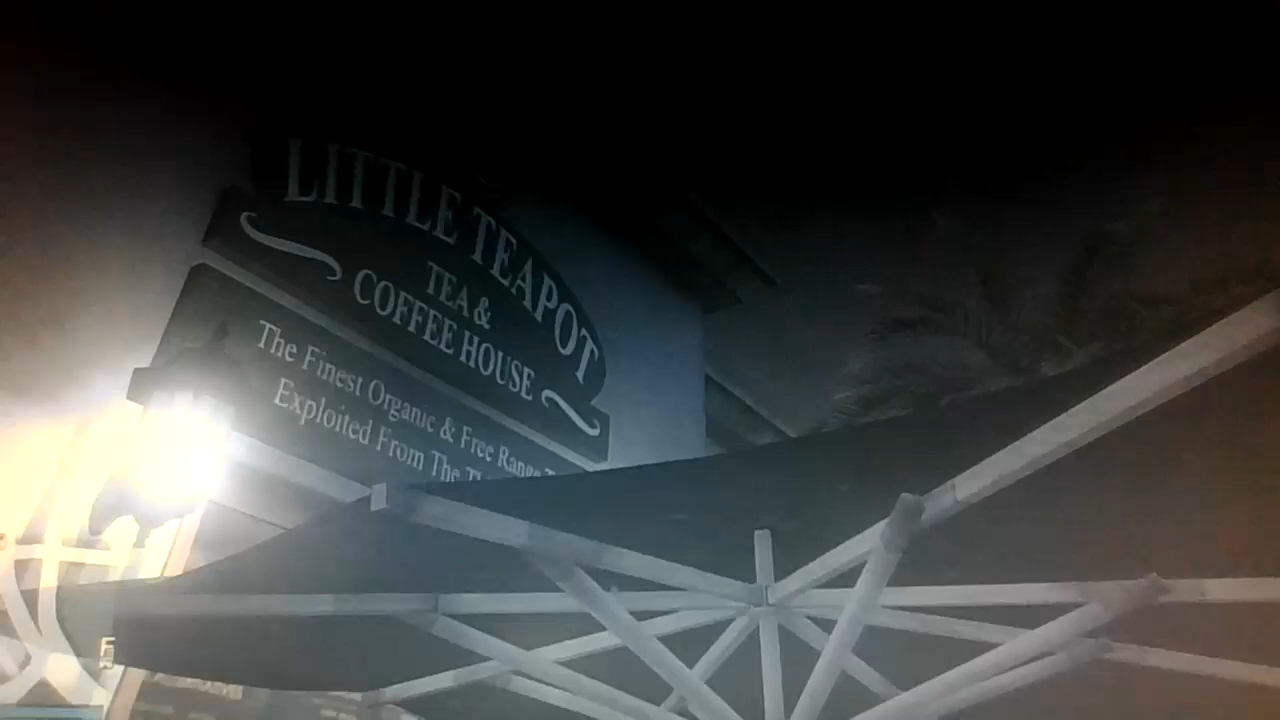 LITTLE TEAPOT
TEA &
COFFEE HOUSE
The Finest Organic & Free Range
Exploited From The